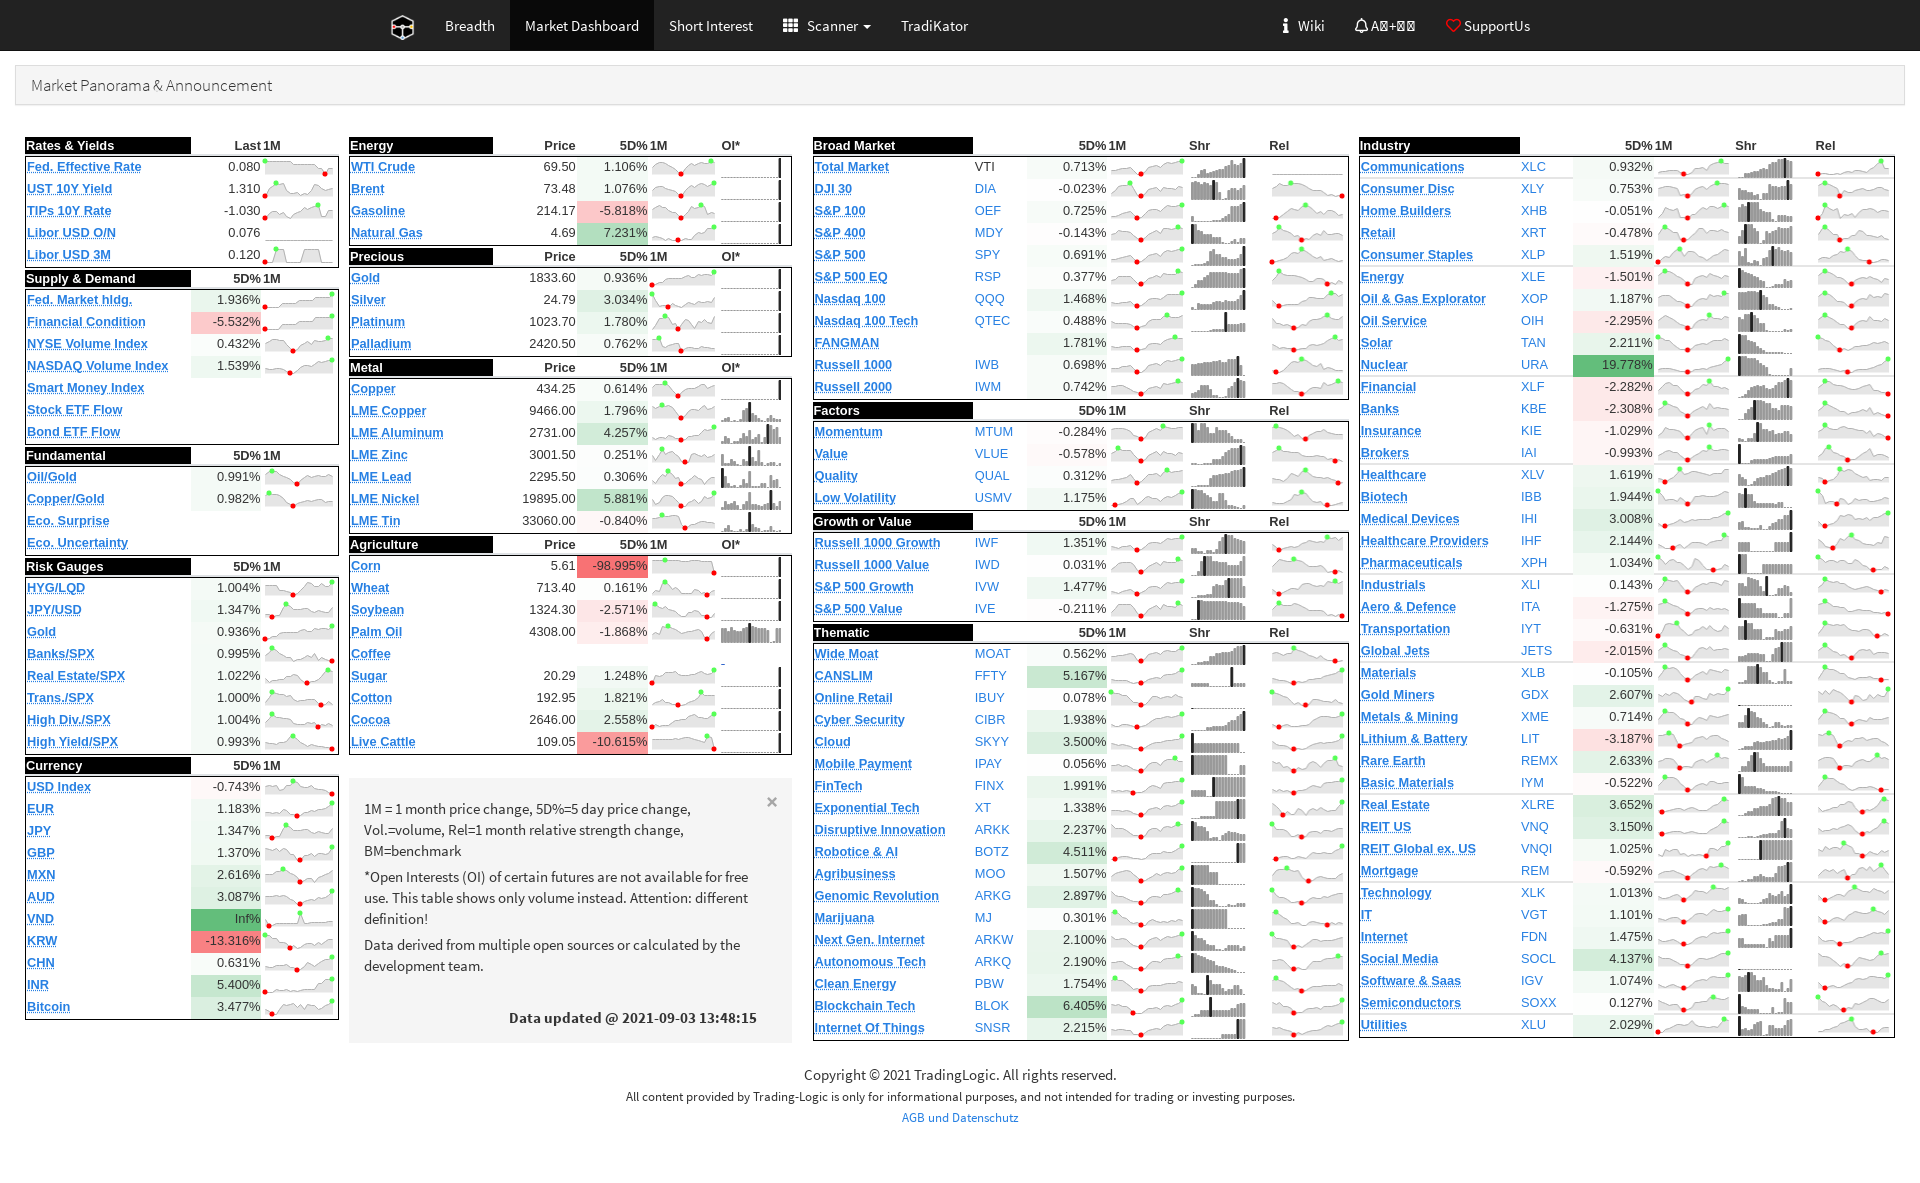 Breadth Market Dashboard Short Interest Scanner TradiKator Wiki SupportUs
Market Panorama & Announcement
Rates & Yields Last 1M
Fed. Effective Rate 0.080
UST 10Y Yield 1.310
TIPs 10Y Rate -1.030
Libor USD O/N 0.076
Libor USD 3M 0.120
Supply & Demand 5D% 1M
Fed. Market hldg. 1.936%
Financial Condition -5.532%
NYSE Volume Index 0.432%
NASDAQ Volume Index 1.539%
Smart Money Index
Stock ETF Flow
Bond ETF Flow
Fundamental 5D% 1M
Oil/Gold 0.991%
Copper/Gold 0.982%
Eco. Surprise
Eco. Uncertainty
Risk Gauges 5D% 1M
HYG/LQD 1.004%
JPY/USD 1.347%
Gold 0.936%
Banks/SPX 0.995%
Real Estate/SPX 1.022%
Trans./SPX 1.000%
High Div./SPX 1.004%
High Yield/SPX 0.993%
Currency 5D% 1M
USD Index -0.743%
EUR 1.183%
JPY 1.347%
GBP 1.370%
MXN 2.616%
AUD 3.087%
VND Inf%
KRW -13.316%
CHN 0.631%
INR 5.400%
Bitcoin 3.477%
Energy Price 5D% 1M OI*
WTI Crude 69.50 1.106%
Brent 73.48 1.076%
Gasoline 214.17 -5.818%
Natural Gas 4.69 7.231%
Precious Price 5D% 1M OI*
Gold 1833.60 0.936%
Silver 24.79 3.034%
Platinum 1023.70 1.780%
Palladium 2420.50 0.762%
Metal Price 5D% 1M OI*
Copper 434.25 0.614%
LME Copper 9466.00 1.796%
LME Aluminum 2731.00 4.257%
LME Zinc 3001.50 0.251%
LME Lead 2295.50 0.306%
LME Nickel 19895.00 5.881%
LME Tin 33060.00 -0.840%
Agriculture Price 5D% 1M OI*
Corn 5.61 -98.995%
Wheat 713.40 0.161%
Soybean 1324.30 -2.571%
Palm Oil 4308.00 -1.868%
Coffee
Sugar 20.29 1.248%
Cotton 192.95 1.821%
Cocoa 2646.00 2.558%
Live Cattle 109.05 -10.615%
×
1M = 1 month price change, 5D%=5 day price change,
Vol.=volume, Rel=1 month relative strength change,
BM=benchmark
*Open Interests (OI) of certain futures are not available for free
use. This table shows only volume instead. Attention: different
definition!
Data derived from multiple open sources or calculated by the
development team.
Data updated @ 2021-09-03 13:48:15
Broad Market 5D% 1M Shr Rel
Total Market VTI 0.713%
DJI 30 DIA -0.023%
S&P 100 OEF 0.725%
S&P 400 MDY -0.143%
S&P 500 SPY 0.691%
S&P 500 EQ RSP 0.377%
Nasdaq 100 QQQ 1.468%
Nasdaq 100 Tech QTEC 0.488%
FANGMAN 1.781%
Russell 1000 IWB 0.698%
Russell 2000 IWM 0.742%
Factors 5D% 1M Shr Rel
Momentum MTUM -0.284%
Value VLUE -0.578%
Quality QUAL 0.312%
Low Volatility USMV 1.175%
Growth or Value 5D% 1M Shr Rel
Russell 1000 Growth IWF 1.351%
Russell 1000 Value IWD 0.031%
S&P 500 Growth IVW 1.477%
S&P 500 Value IVE -0.211%
Thematic 5D% 1M Shr Rel
Wide Moat MOAT 0.562%
CANSLIM FFTY 5.167%
Online Retail IBUY 0.078%
Cyber Security CIBR 1.938%
Cloud SKYY 3.500%
Mobile Payment IPAY 0.056%
FinTech FINX 1.991%
Exponential Tech XT 1.338%
Disruptive Innovation ARKK 2.237%
Robotice & AI BOTZ 4.511%
Agribusiness MOO 1.507%
Genomic Revolution ARKG 2.897%
Marijuana MJ 0.301%
Next Gen. Internet ARKW 2.100%
Autonomous Tech ARKQ 2.190%
Clean Energy PBW 1.754%
Blockchain Tech BLOK 6.405%
Internet Of Things SNSR 2.215%
Industry 5D% 1M Shr Rel
Communications XLC 0.932%
Consumer Disc XLY 0.753%
Home Builders XHB -0.051%
Retail XRT -0.478%
Consumer Staples XLP 1.519%
Energy XLE -1.501%
Oil & Gas Explorator XOP 1.187%
Oil Service OIH -2.295%
Solar TAN 2.211%
Nuclear URA 19.778%
Financial XLF -2.282%
Banks KBE -2.308%
Insurance KIE -1.029%
Brokers IAI -0.993%
Healthcare XLV 1.619%
Biotech IBB 1.944%
Medical Devices IHI 3.008%
Healthcare Providers IHF 2.144%
Pharmaceuticals XPH 1.034%
Industrials XLI 0.143%
Aero & Defence ITA -1.275%
Transportation IYT -0.631%
Global Jets JETS -2.015%
Materials XLB -0.105%
Gold Miners GDX 2.607%
Metals & Mining XME 0.714%
Lithium & Battery LIT -3.187%
Rare Earth REMX 2.633%
Basic Materials IYM -0.522%
Real Estate XLRE 3.652%
REIT US VNQ 3.150%
REIT Global ex. US VNQI 1.025%
Mortgage REM -0.592%
Technology XLK 1.013%
IT VGT 1.101%
Internet FDN 1.475%
Social Media SOCL 4.137%
Software & Saas IGV 1.074%
Semiconductors SOXX 0.127%
Utilities XLU 2.029%
Copyright © 2021 TradingLogic. All rights reserved.
All content provided by Trading-Logic is only for informational purposes, and not intended for trading or investing purposes.
AGB und Datenschutz